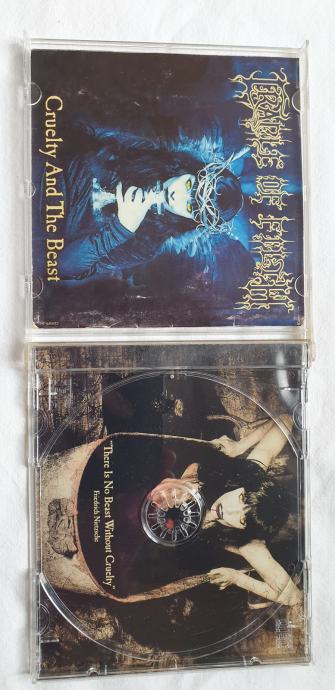 CRADLE OF FILTH
Cruelty And The Beast
"There Is No Beast Without Cruelty"
Friedrich Nietzsche